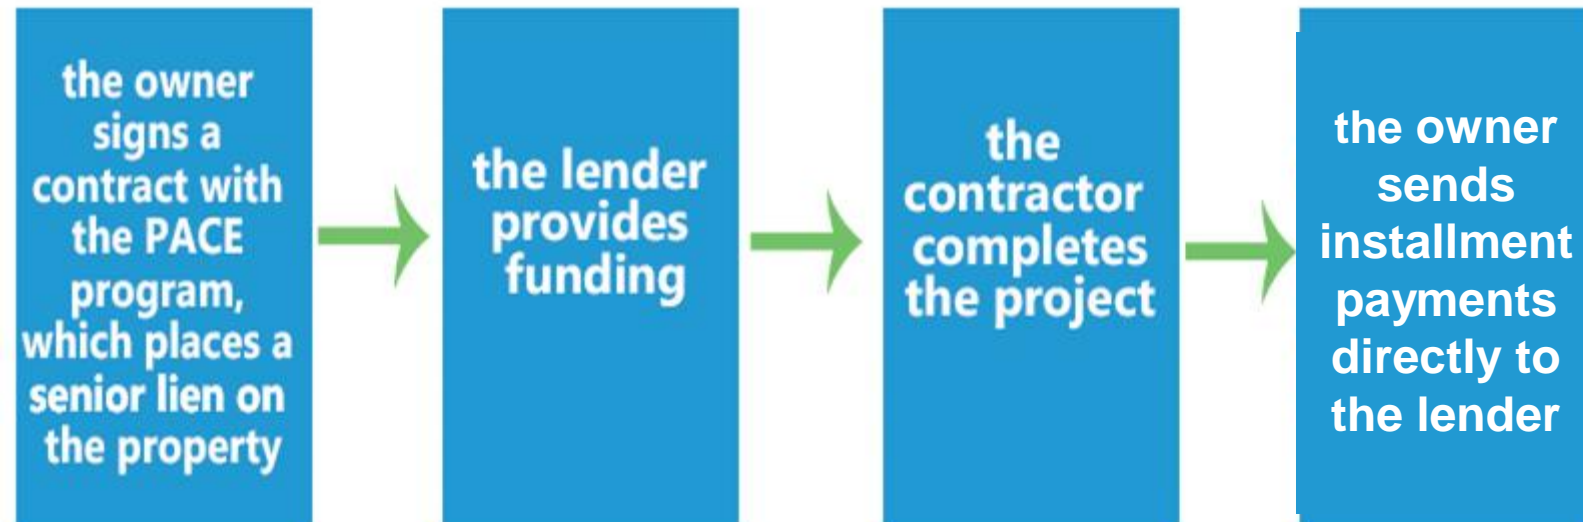 the owner
signs a
contract with
the PACE
program,
which places a
senior lien on
the property
the lender
provides
funding
the
contractor
completes
the project
the owner
sends
installment
payments
directly to
the lender